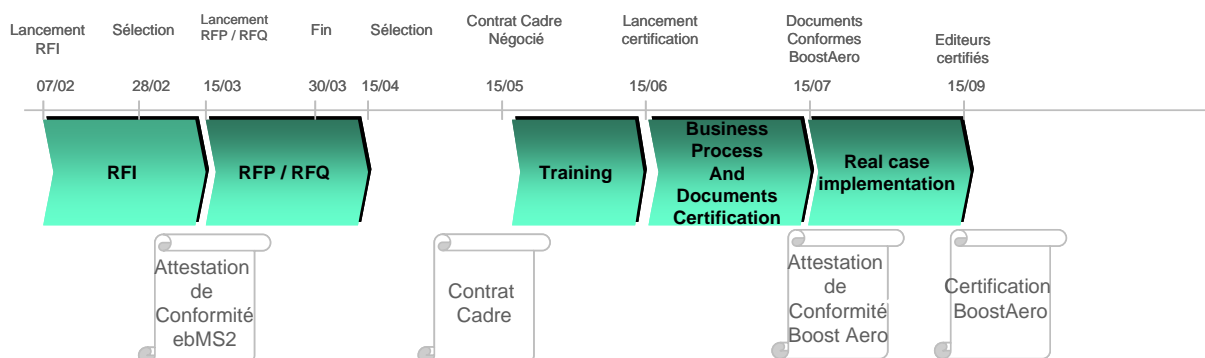 Lancement
RFI
Sélection
Lancement
RFP / RFQ
Fin
Sélection
Contrat Cadre
Négocié
Lancement
certification
Documents
Conformes
BoostAero
Editeurs
certifiés
07/02
28/02
15/03
30/03
15/04
15/05
15/06
15/07
15/09
RFI
RFP / RFQ
Training
Business
Process
And
Documents
Certification
Real case
implementation
Attestation
de
Conformité
ebMS2
Contrat
Cadre
Attestation
de
Conformité
Boost Aero
Certification
BoostAero